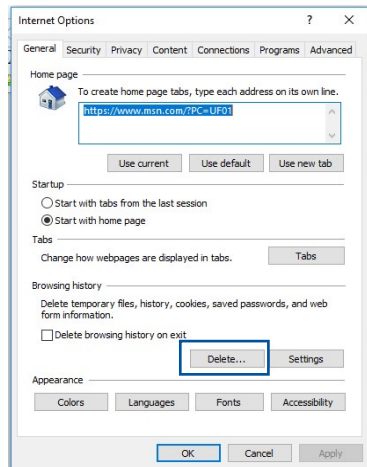 Internet Options ? X
General Security Privacy Content Connections Programs Advanced
Home page
To create home page tabs, type each address on its own line.
https://www.msn.com/?PC=UF01
Use current Use default Use new tab
Startup
Start with tabs from the last session
Start with home page
Tabs
Change how webpages are displayed in tabs. Tabs
Browsing history
Delete temporary files, history, cookies, saved passwords, and web
form information.
Delete browsing history on exit
Delete... Settings
Appearance
Colors Languages Fonts Accessibility
OK Cancel Apply